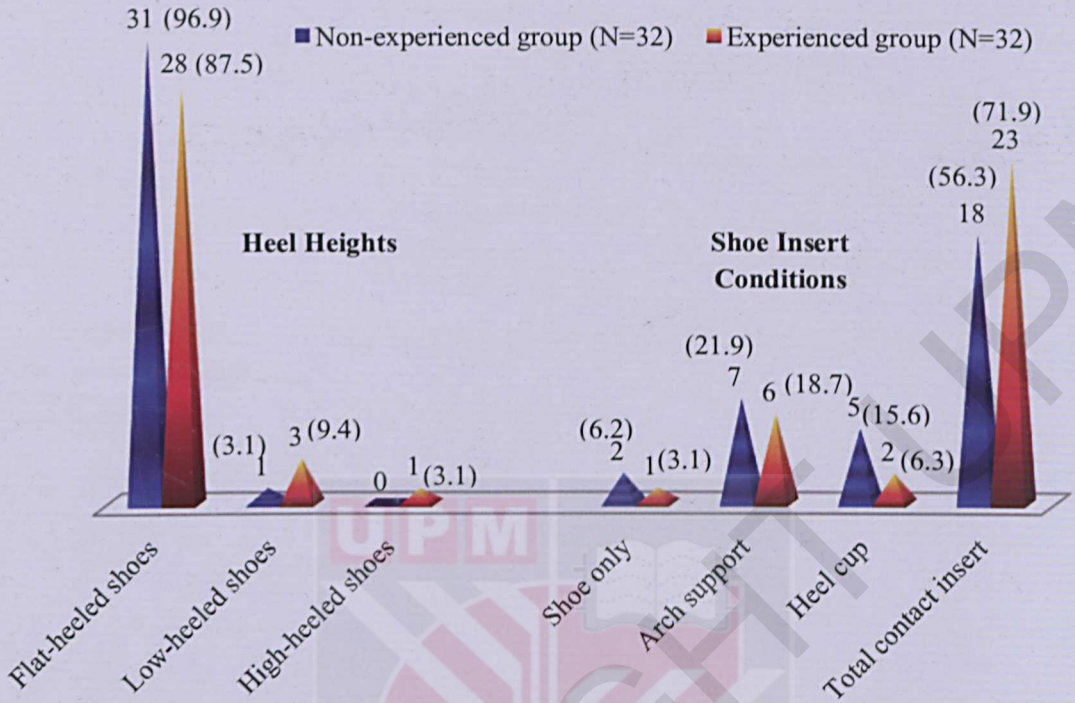 31 (96.9)
Non-experienced group (N=32) Experienced group (N=32)
28 (87.5)
(71.9)
23
(56.3)
18
Heel Heights
Shoe Insert
Conditions
(21.9)
7
6 (18.7)
5 (15.6)
(3.1)
1
3 (9.4)
0
1 (3.1)
(6.2)
2
1 (3.1)
2 (6.3)
Flat-heeled shoes
Low-heeled shoes
High-heeled shoes
Shoe only
Arch support
Heel cup
Total contact insert
UPM
GHT UPM